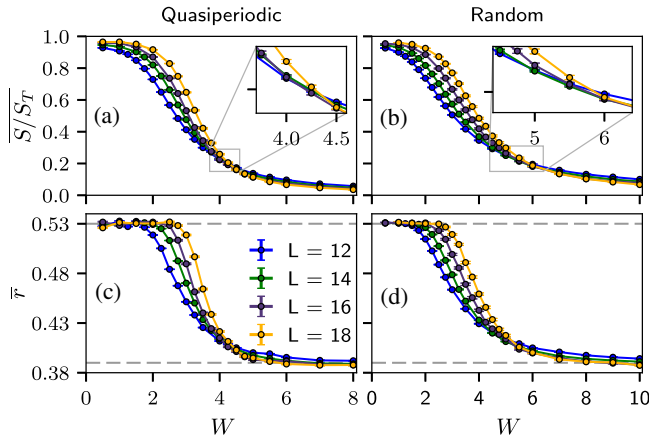 Quasiperiodic
Random
1.0
0.8
0.6
0.4
0.2
0.0
S/S_T
(a)
4.0 4.5
(b)
5 6
0.53
0.48
0.43
0.38
r
(c)
L = 12
L = 14
L = 16
L = 18
(d)
0 2 4 6 8
0 2 4 6 8 10
W
W